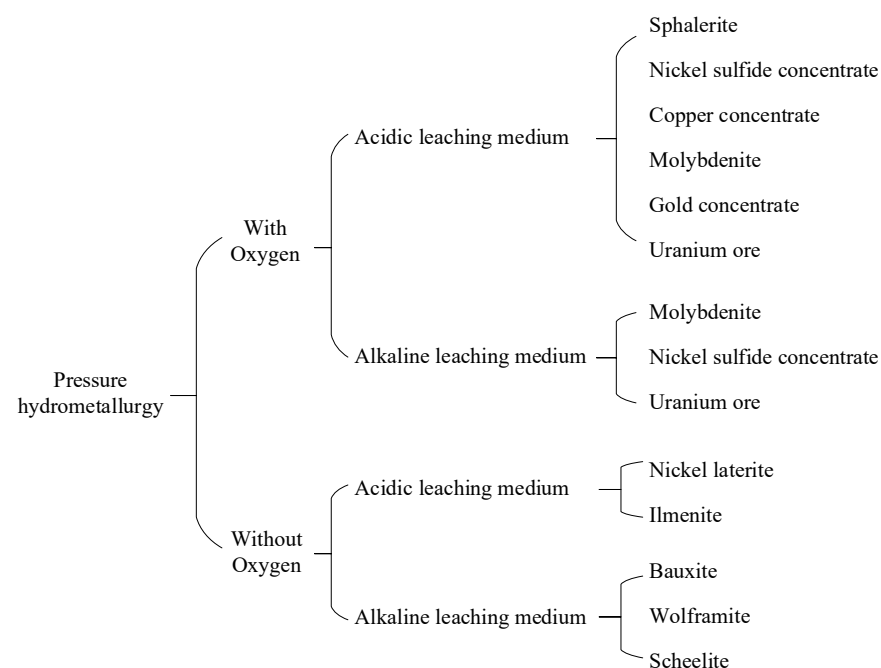 Sphalerite
Nickel sulfide concentrate
Copper concentrate
Acidic leaching medium
Molybdenite
Gold concentrate
Uranium ore
With
Oxygen
Molybdenite
Alkaline leaching medium
Nickel sulfide concentrate
Uranium ore
Pressure
hydrometallurgy
Nickel laterite
Acidic leaching medium
Ilmenite
Without
Oxygen
Bauxite
Alkaline leaching medium
Wolframite
Scheelite